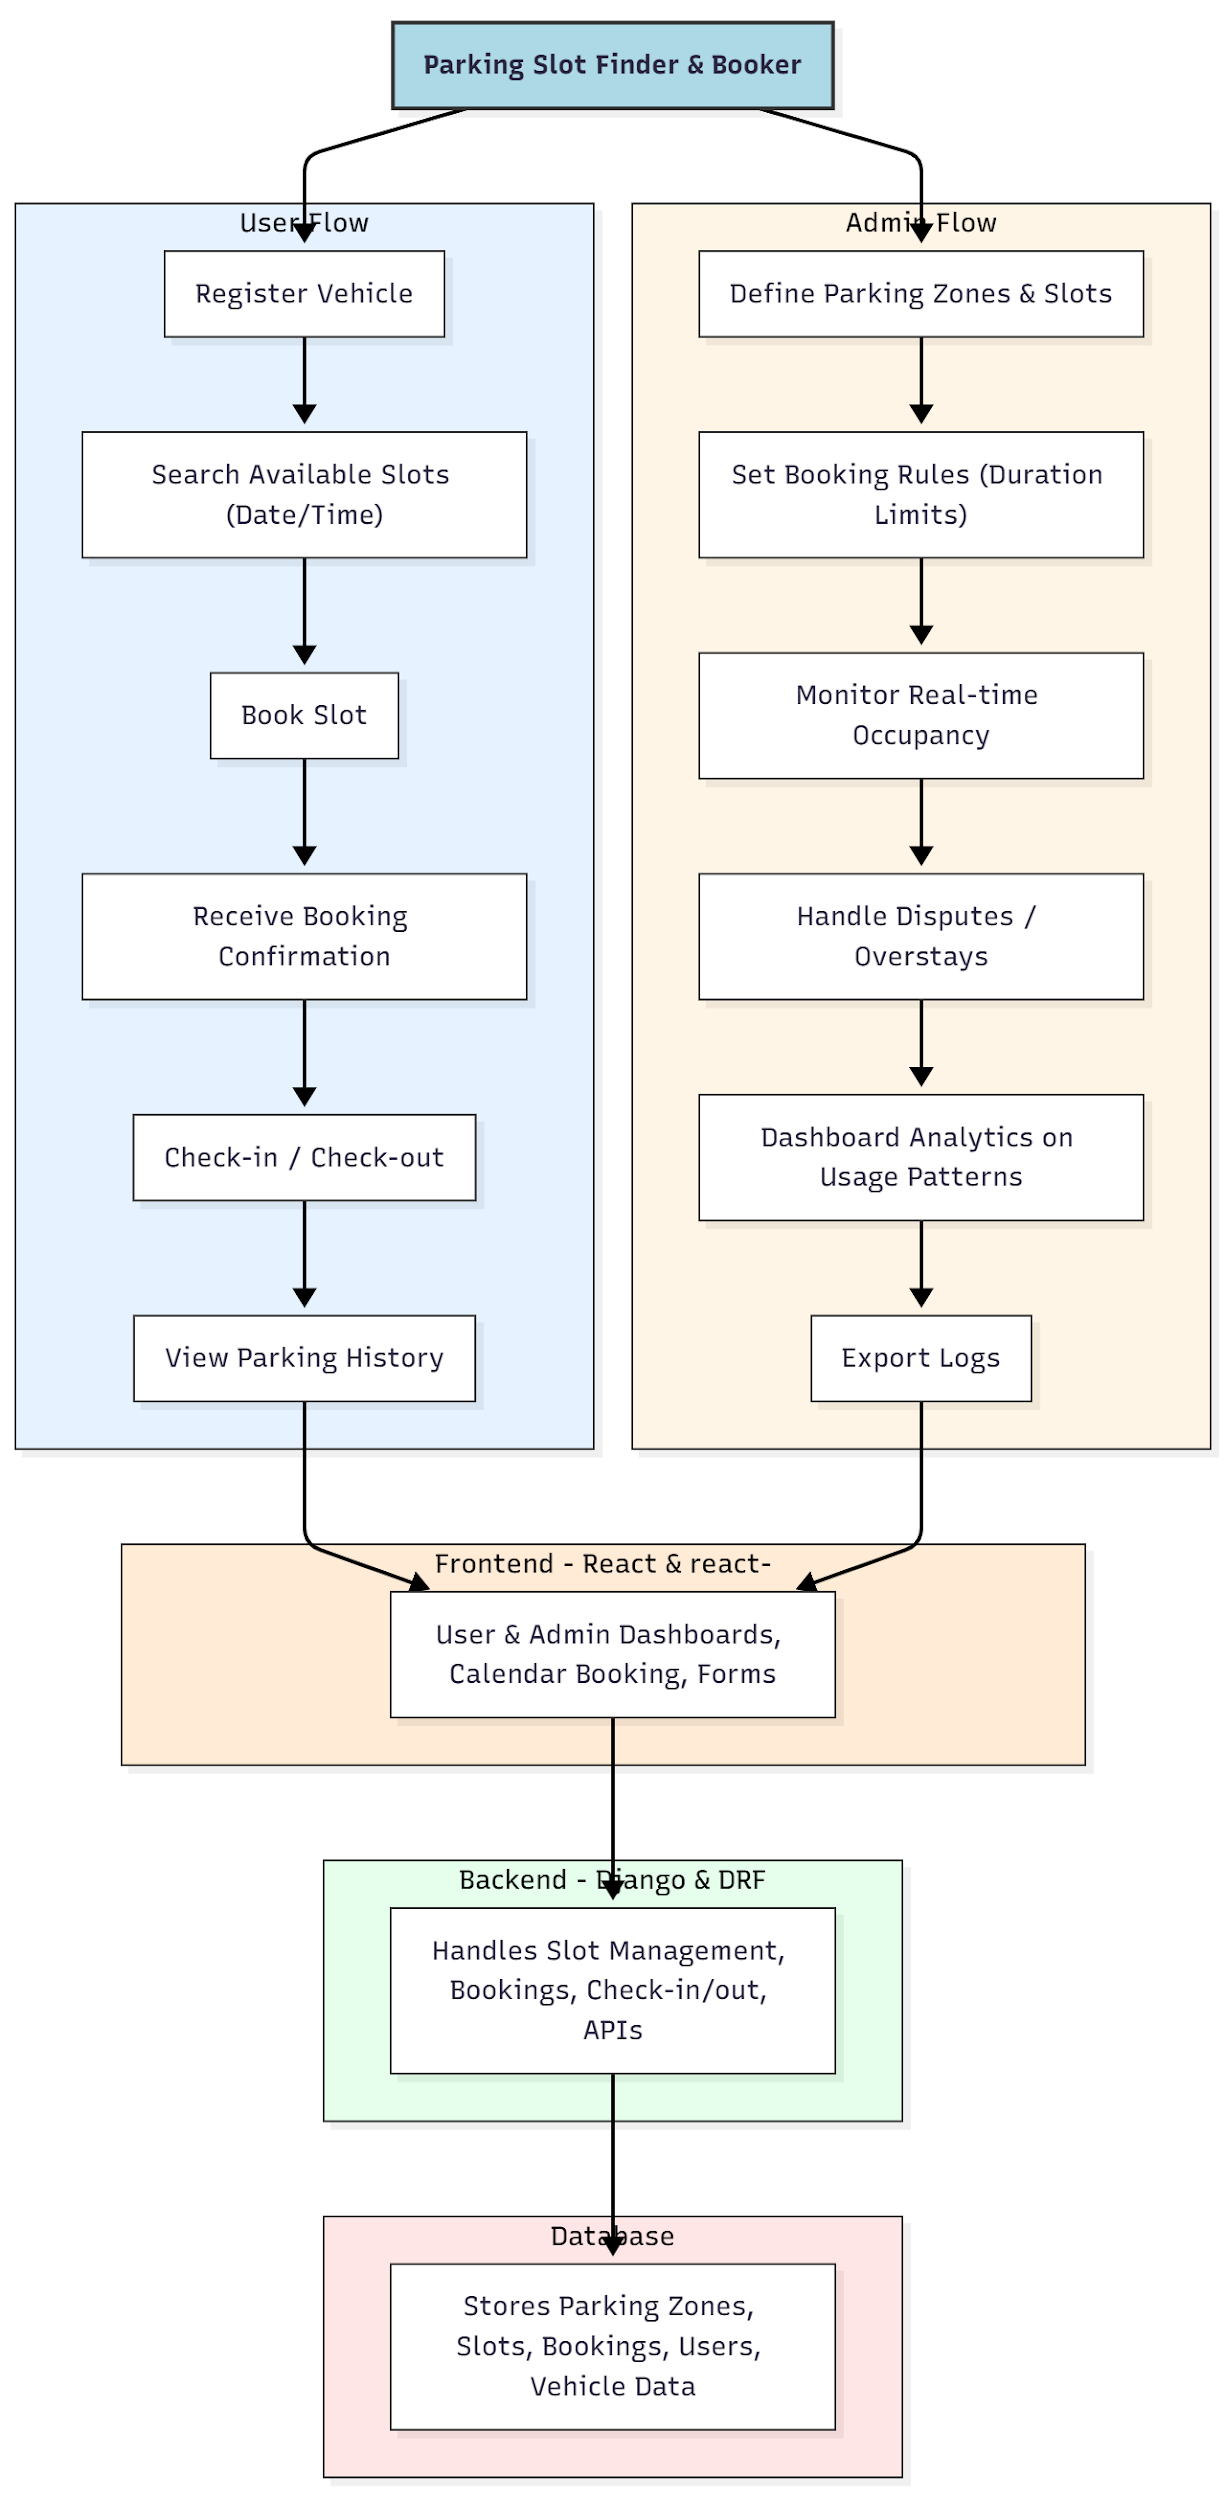 Parking Slot Finder & Booker
User Flow
Register Vehicle
Search Available Slots
(Date/Time)
Book Slot
Receive Booking
Confirmation
Check-in / Check-out
View Parking History
Admin Flow
Define Parking Zones & Slots
Set Booking Rules (Duration
Limits)
Monitor Real-time
Occupancy
Handle Disputes /
Overstays
Dashboard Analytics on
Usage Patterns
Export Logs
Frontend - React & react-
User & Admin Dashboards,
Calendar Booking, Forms
Backend - Django & DRF
Handles Slot Management,
Bookings, Check-in/out,
APIs
Database
Stores Parking Zones,
Slots, Bookings, Users,
Vehicle Data